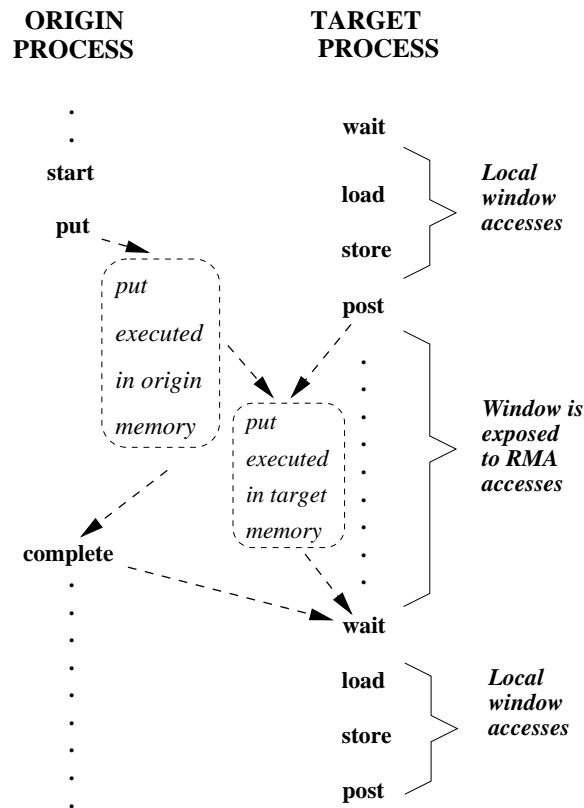 ORIGIN
PROCESS
TARGET
PROCESS
wait
start
load
Local
window
accesses
put
store
put
executed
in origin
memory
post
put
executed
in target
memory
Window is
exposed
to RMA
accesses
complete
wait
load
store
post
Local
window
accesses